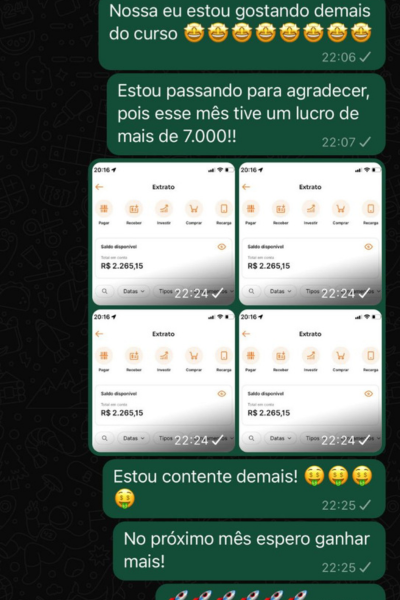 Nossa eu estou gostando demais
do curso 🤩🤩🤩🤩🤩🤩🤩🤩
22:06
Estou passando para agradecer,
pois esse mês tive um lucro de
mais de 7.000!!
22:07
20:16 20:16
Extrato Extrato
Pagar Receber Investir Comprar Recarga Pagar Receber Investir Comprar Recarga
Saldo disponível Saldo disponível
Total em conta Total em conta
R$ 2.265,15 R$ 2.265,15
Datas Tipos 22:24 Datas Tipos 22:24
20:16 20:16
Extrato Extrato
Pagar Receber Investir Comprar Recarga Pagar Receber Investir Comprar Recarga
Saldo disponível Saldo disponível
Total em conta Total em conta
R$ 2.265,15 R$ 2.265,15
Datas Tipos 22:24 Datas Tipos 22:24
Estou contente demais! 🤑🤑🤑
🤑
22:25
No próximo mês espero ganhar
mais!
22:25
🚀🚀🚀🚀🚀🚀